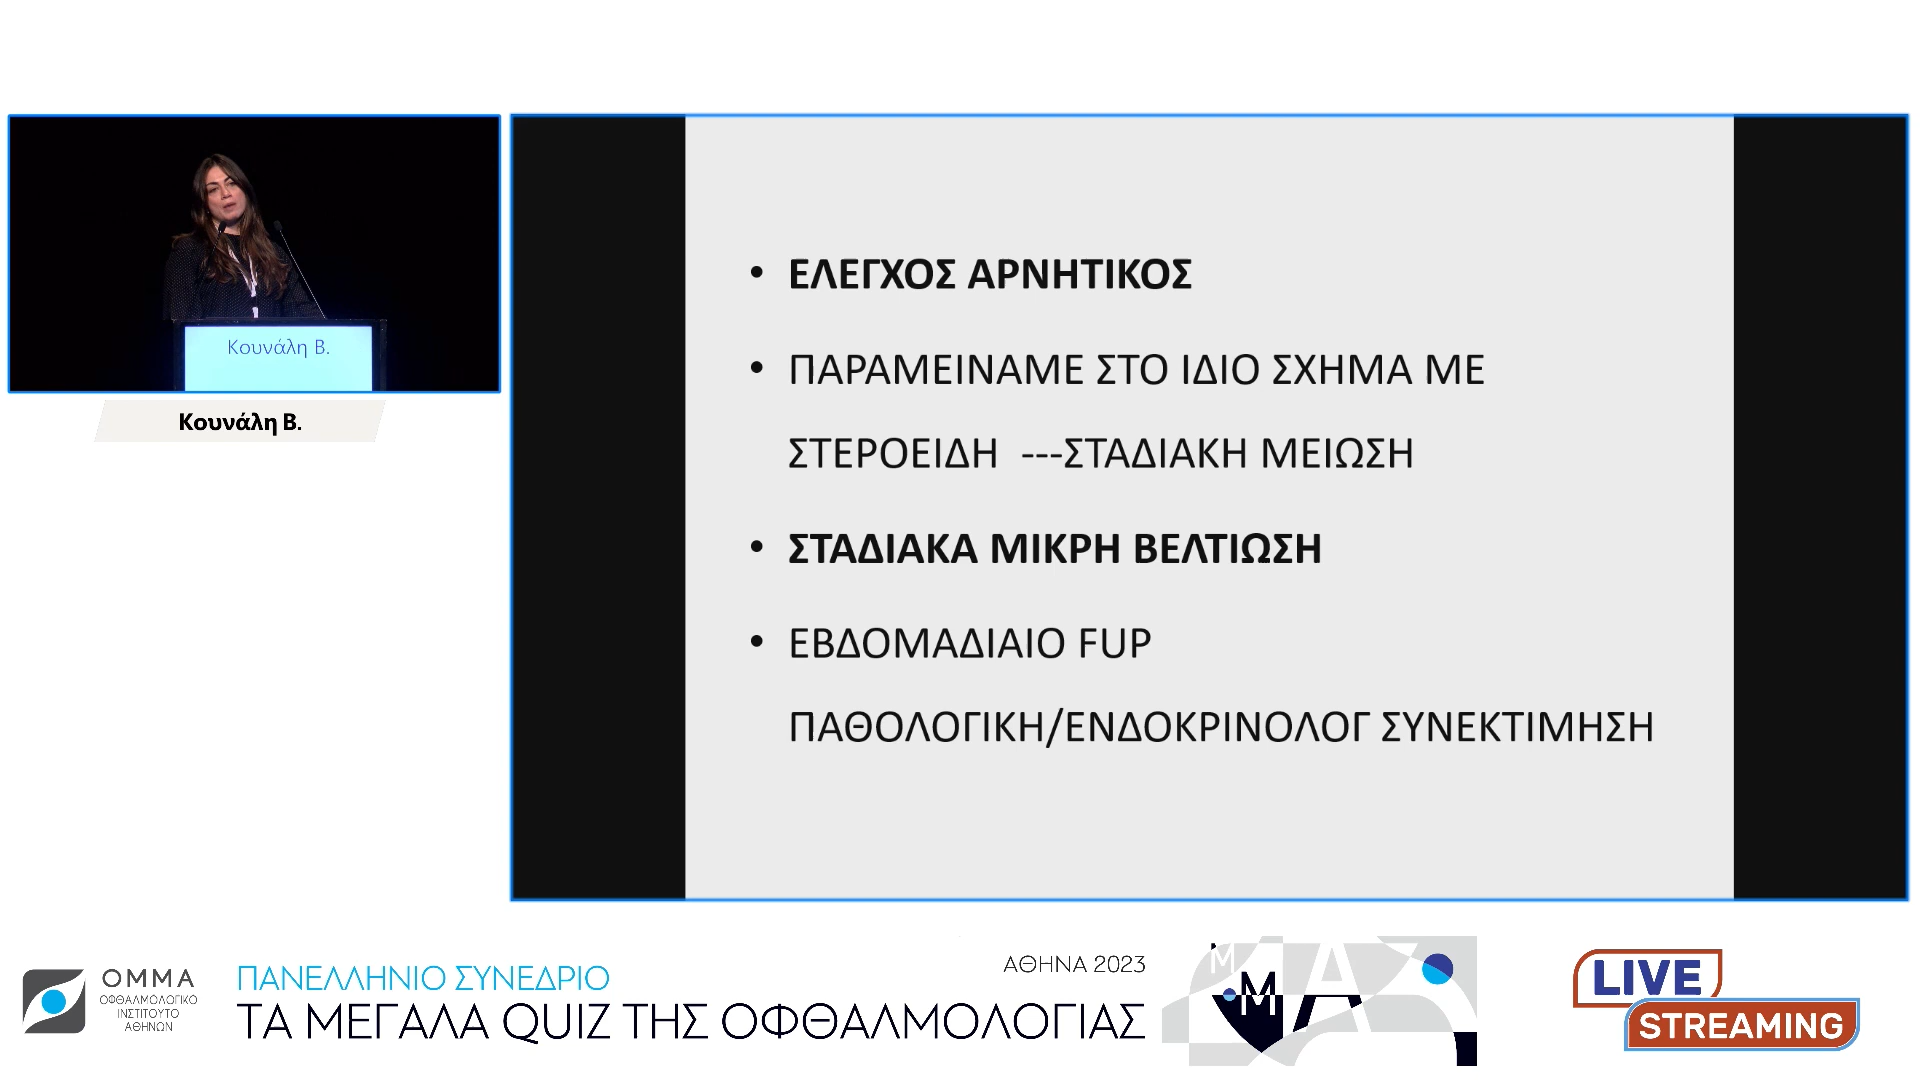 Κουνάλη Β.
Κουνάλη Β.
• ΕΛΕΓΧΟΣ ΑΡΝΗΤΙΚΟΣ
• ΠΑΡΑΜΕΙΝΑΜΕ ΣΤΟ ΙΔΙΟ ΣΧΗΜΑ ΜΕ
ΣΤΕΡΟΕΙΔΗ ---ΣΤΑΔΙΑΚΗ ΜΕΙΩΣΗ
• ΣΤΑΔΙΑΚΑ ΜΙΚΡΗ ΒΕΛΤΙΩΣΗ
• ΕΒΔΟΜΑΔΙΑΙΟ FUP
ΠΑΘΟΛΟΓΙΚΗ/ΕΝΔΟΚΡΙΝΟΛΟΓ ΣΥΝΕΚΤΙΜΗΣΗ
ΟΜΜΑ
ΟΦΘΑΛΜΟΛΟΓΙΚΟ
ΙΝΣΤΙΤΟΥΤΟ
ΑΘΗΝΩΝ
ΠΑΝΕΛΛΗΝΙΟ ΣΥΝΕΔΡΙΟ
ΑΘΗΝΑ 2023
ΤΑ ΜΕΓΑΛΑ QUIZ ΤΗΣ ΟΦΘΑΛΜΟΛΟΓΙΑΣ
M
M A
LIVE
STREAMING